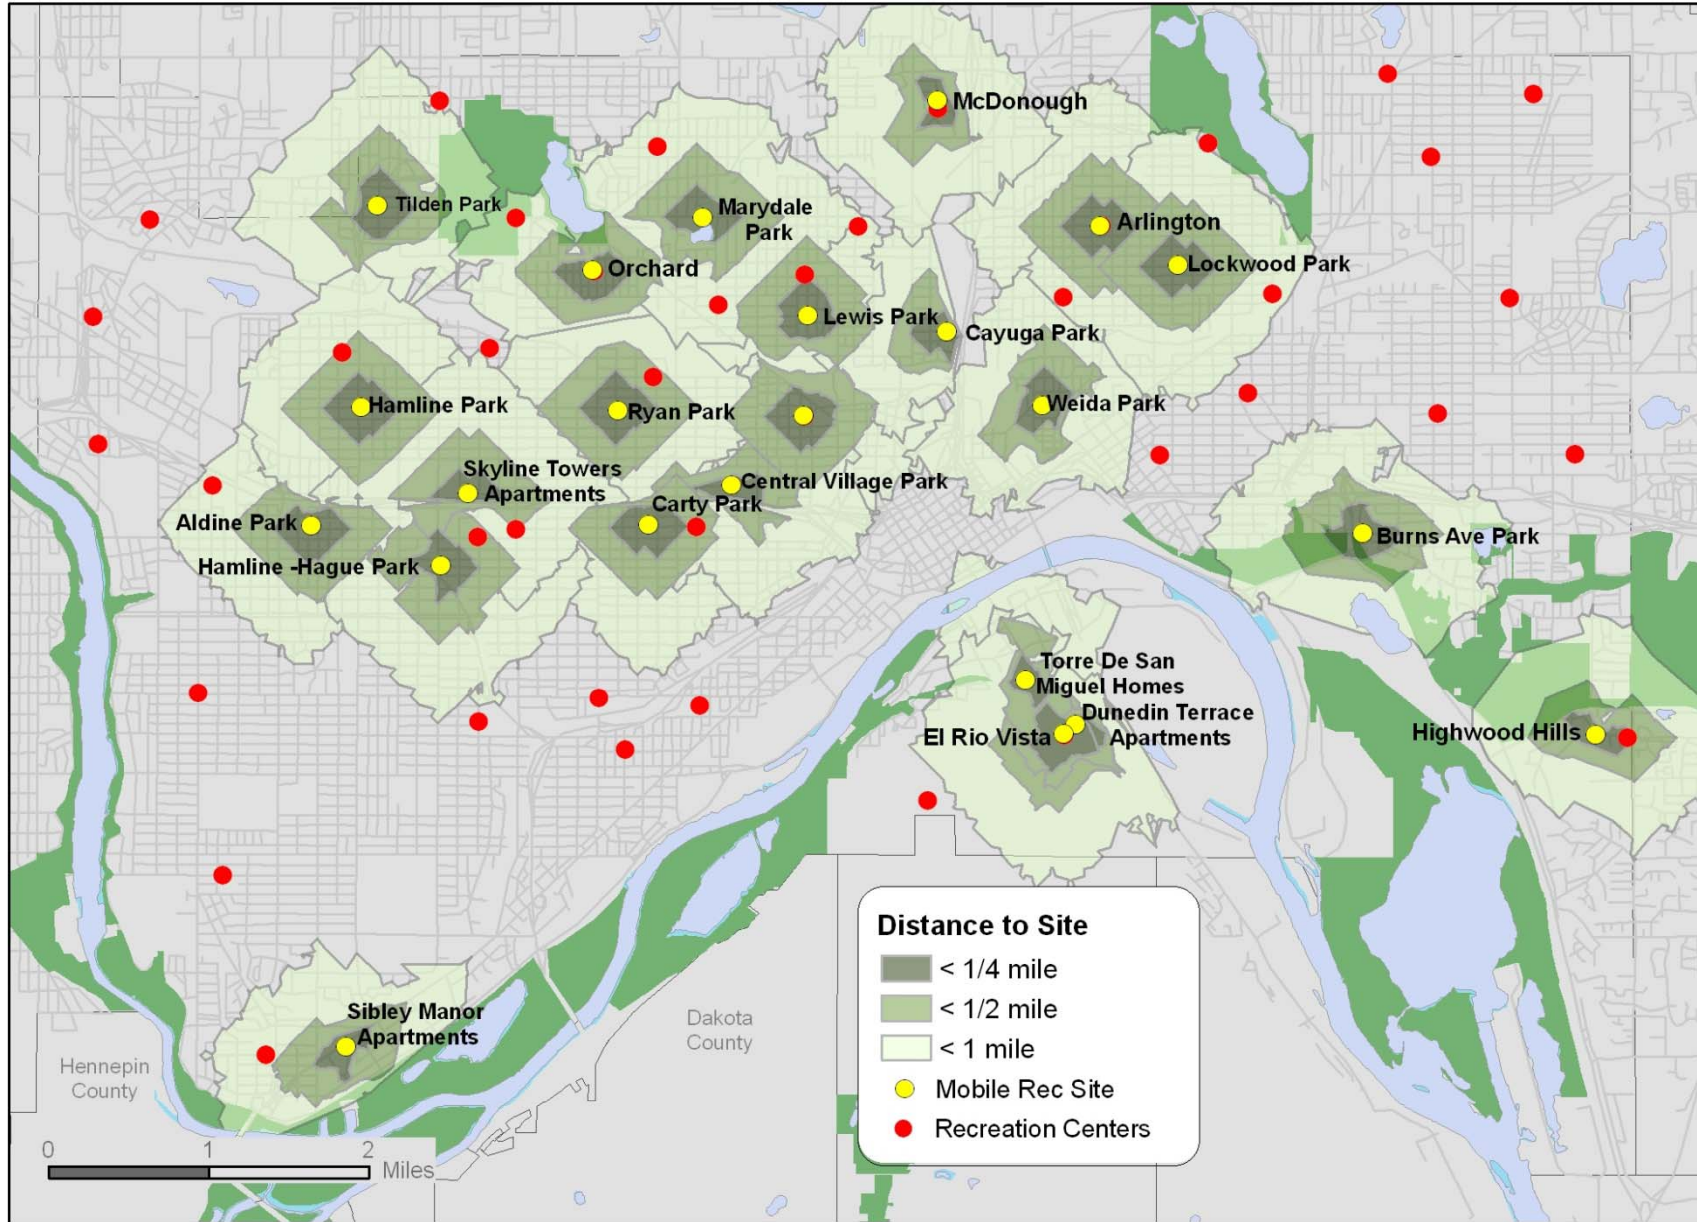 McDonough
Tilden Park
Marydale
Park
Arlington
Orchard
Lockwood Park
Lewis Park
Cayuga Park
Hamline Park
Ryan Park
Weida Park
Skyline Towers
Apartments
Central Village Park
Carty Park
Aldine Park
Hamline -Hague Park
Burns Ave Park
Torre De San
Miguel Homes
Dunedin Terrace
Apartments
El Rio Vista
Highwood Hills
Sibley Manor
Apartments
Hennepin
County
Dakota
County
Distance to Site
< 1/4 mile
< 1/2 mile
< 1 mile
Mobile Rec Site
Recreation Centers
0 1 2
Miles